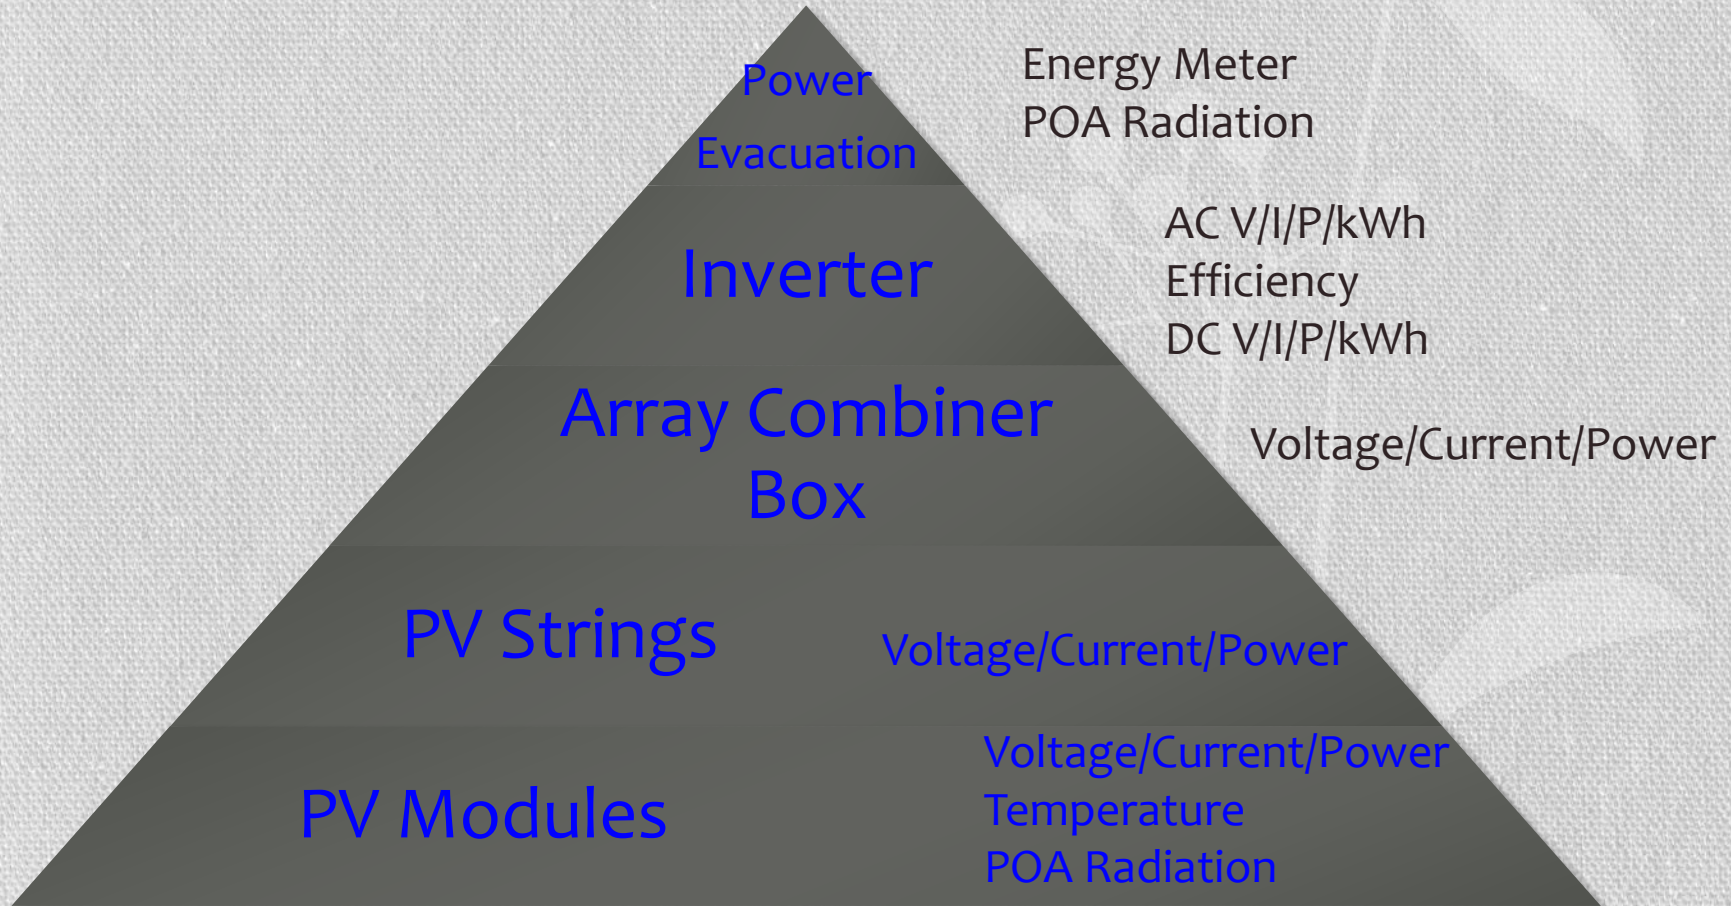 Power
Evacuation
Energy Meter
POA Radiation
Inverter
AC V/I/P/kWh
Efficiency
DC V/I/P/kWh
Array Combiner
Box
Voltage/Current/Power
PV Strings
Voltage/Current/Power
PV Modules
Voltage/Current/Power
Temperature
POA Radiation